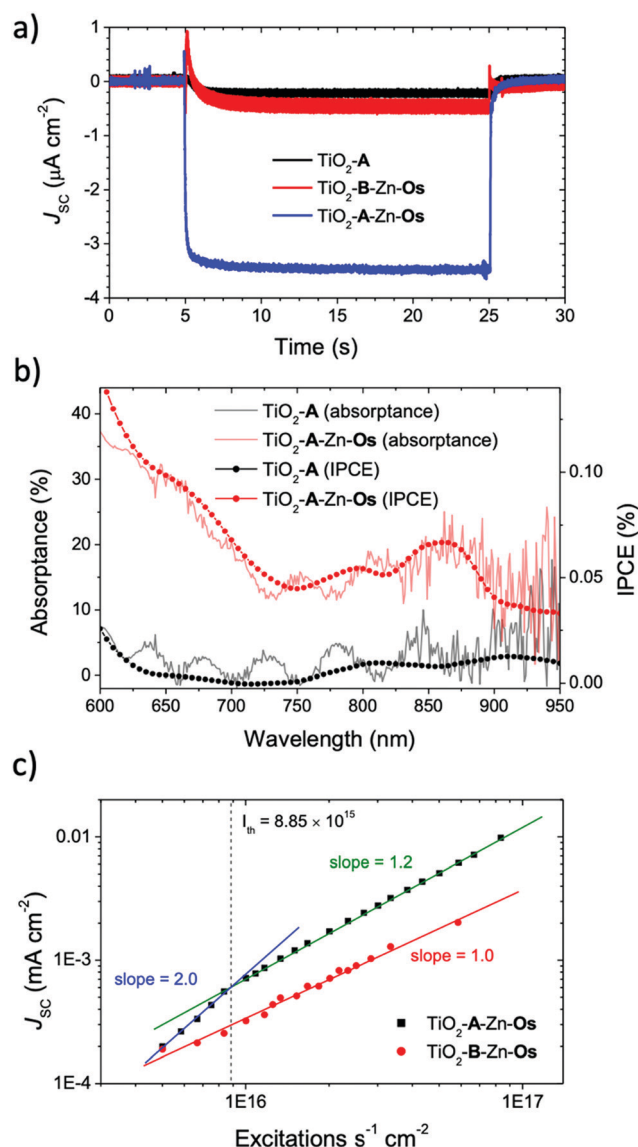 a)
1
0
-1
-2
-3
-4
J_SC (µA cm⁻²)
TiO₂-A
TiO₂-B-Zn-Os
TiO₂-A-Zn-Os
0 5 10 15 20 25 30
Time (s)
b)
40
30
20
10
0
Absorptance (%)
TiO₂-A (absorptance)
TiO₂-A-Zn-Os (absorptance)
TiO₂-A (IPCE)
TiO₂-A-Zn-Os (IPCE)
0.10
0.05
0.00
IPCE (%)
600 650 700 750 800 850 900 950
Wavelength (nm)
c)
0.01
1E-3
1E-4
J_SC (mA cm⁻²)
I_th = 8.85 × 10¹⁵
slope = 1.2
slope = 2.0
slope = 1.0
TiO₂-A-Zn-Os
TiO₂-B-Zn-Os
1E16 1E17
Excitations s⁻¹ cm⁻²